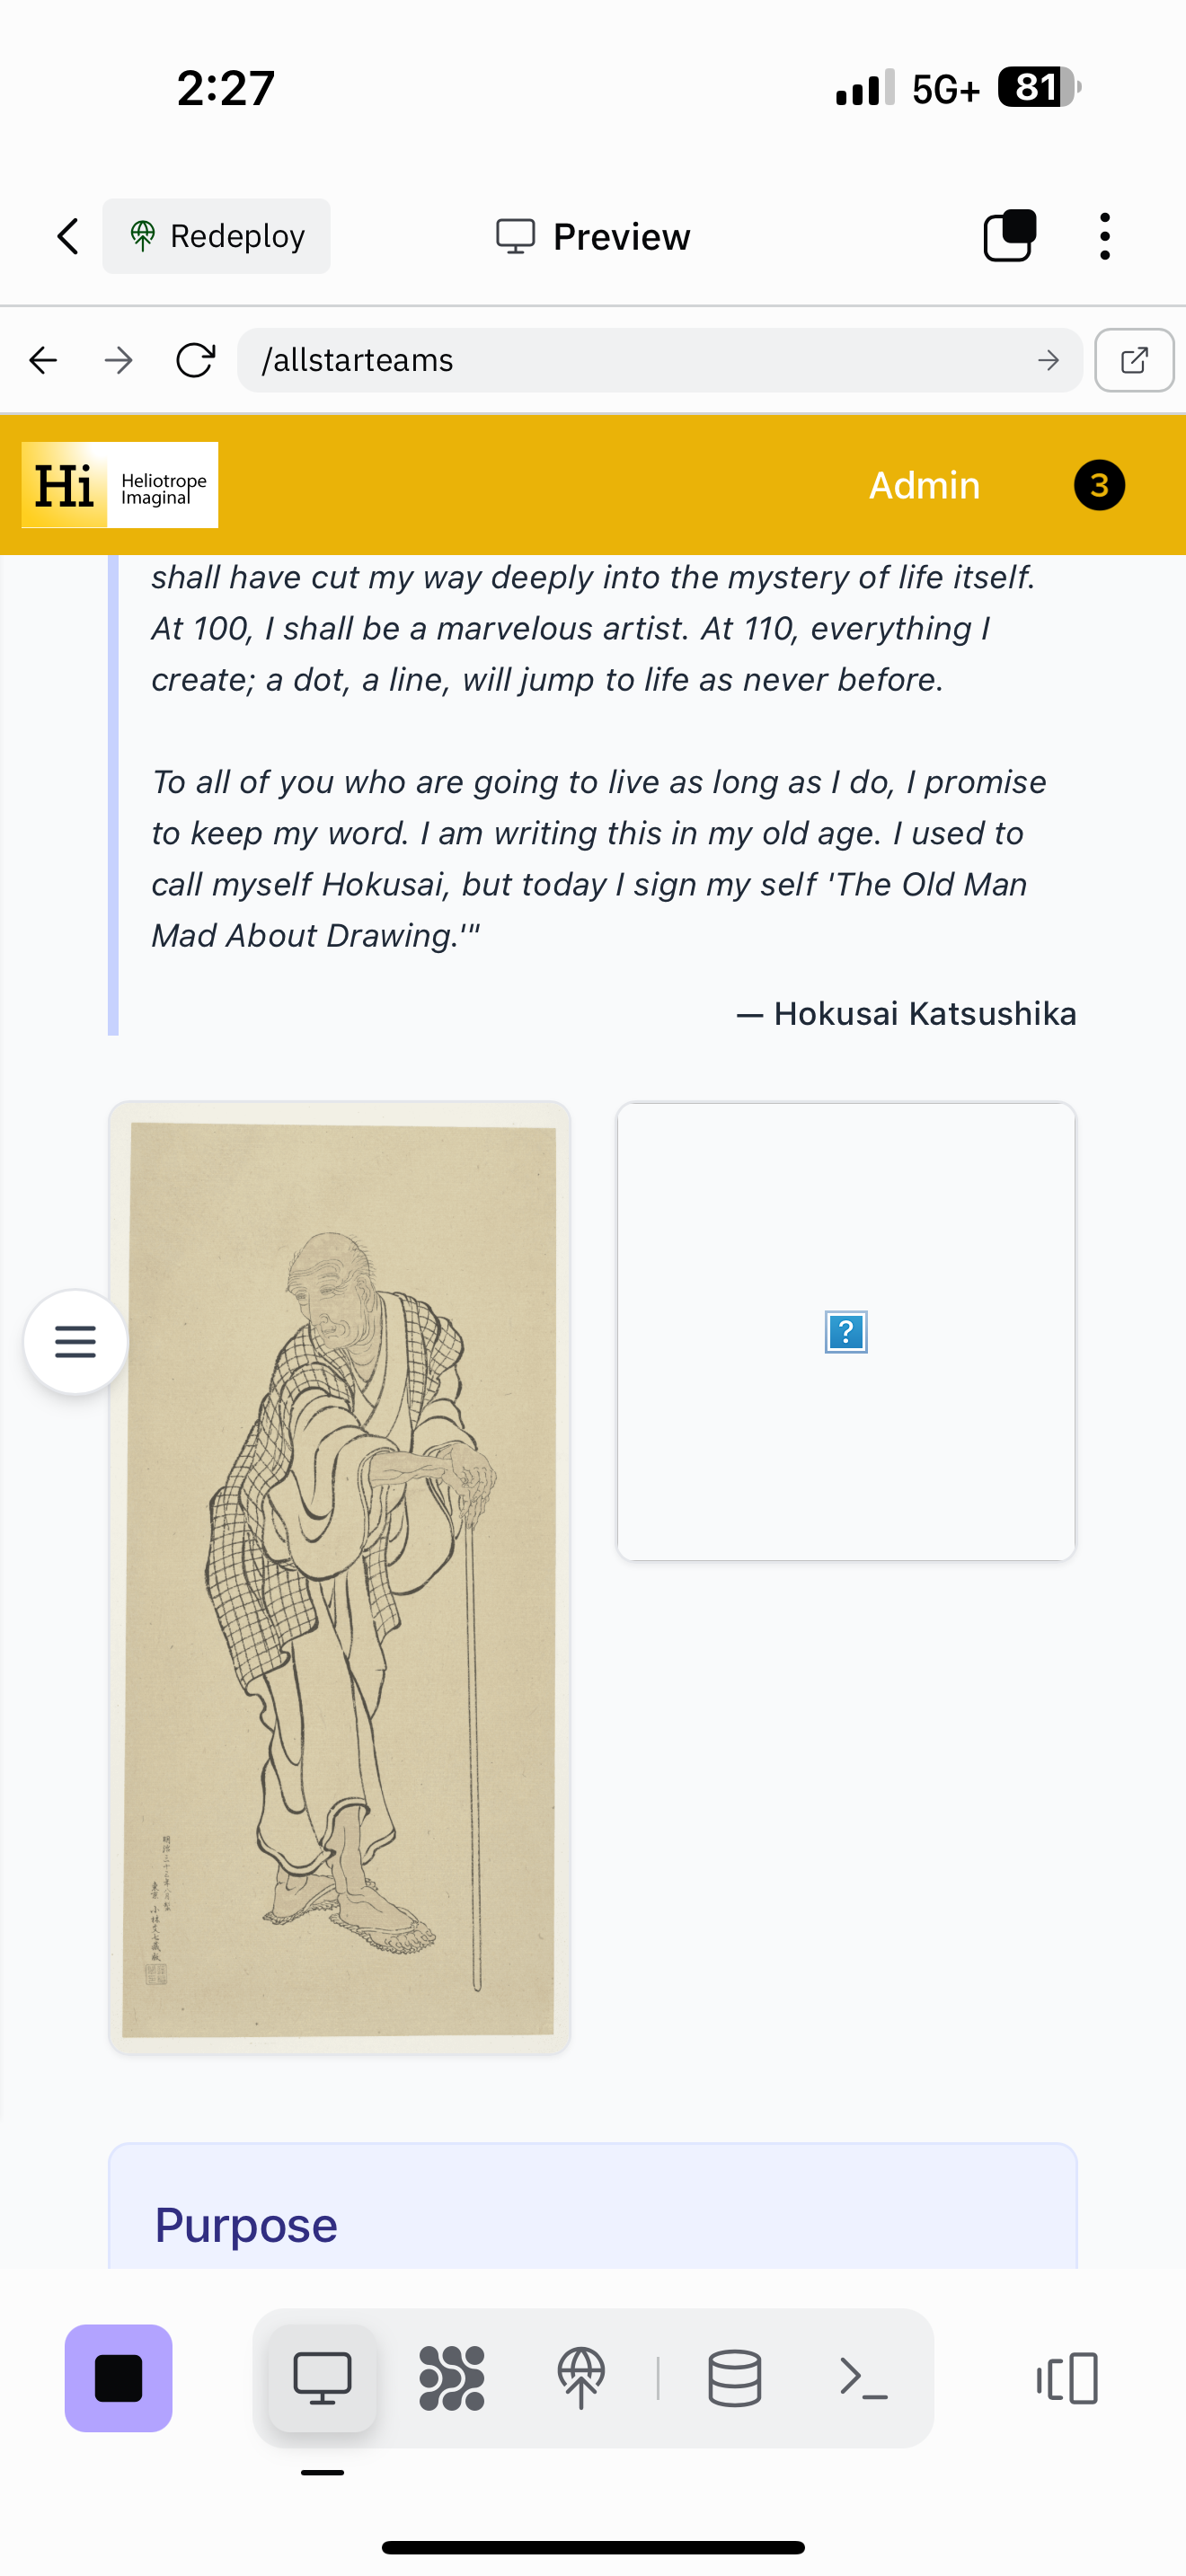 2:27
5G+
81
Redeploy
Preview
/allstarteams
Hi
Heliotrope
Imaginal
Admin
3
shall have cut my way deeply into the mystery of life itself.
At 100, I shall be a marvelous artist. At 110, everything I
create; a dot, a line, will jump to life as never before.
To all of you who are going to live as long as I do, I promise
to keep my word. I am writing this in my old age. I used to
call myself Hokusai, but today I sign my self 'The Old Man
Mad About Drawing.'"
— Hokusai Katsushika
?
Purpose